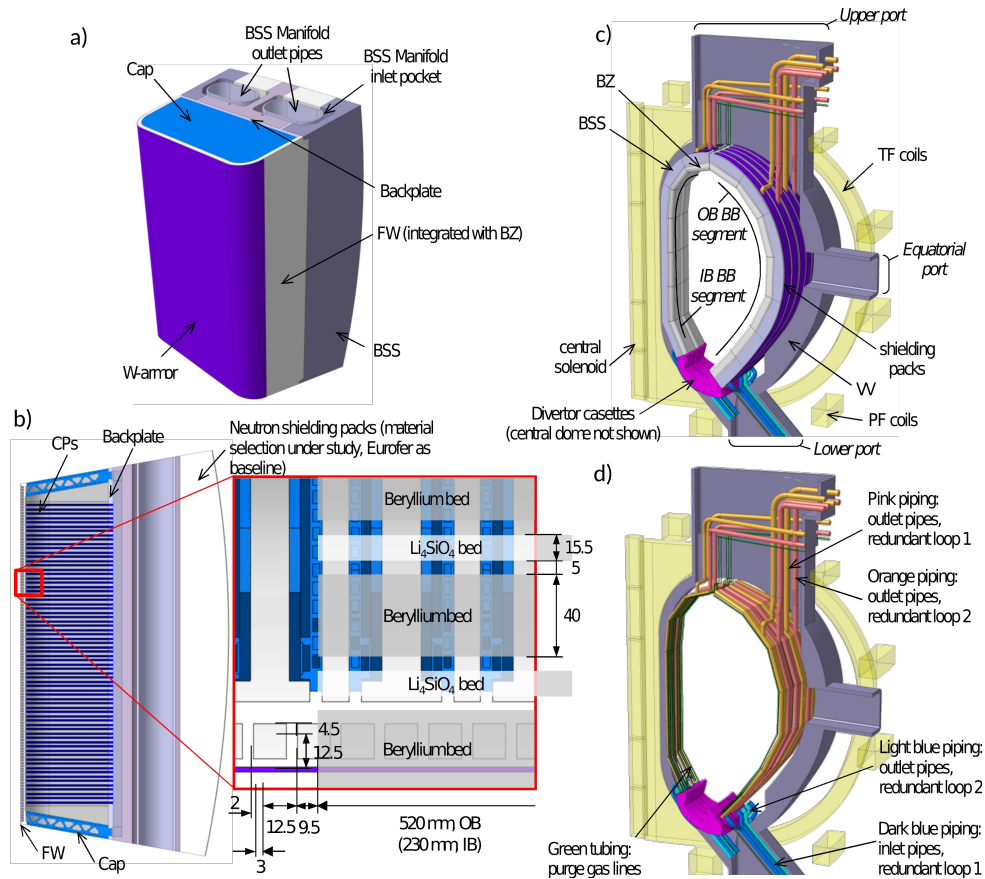 a)
BSS Manifold
outlet pipes
BSS Manifold
inlet pocket
Cap
Backplate
FW (integrated with BZ)
BSS
W-armor
b)
CPs
Backplate
Neutron shielding packs (material
selection under study, Eurofer as
baseline)
Beryllium bed
Li4SiO4 bed
15.5
5
Beryllium bed
40
Li4SiO4 bed
4.5
12.5
Beryllium bed
2
12.5
9.5
3
520 mm, OB
(230 mm, IB)
FW
Cap
c)
Upper port
BZ
BSS
TF coils
OB BB
segment
Equatorial
port
IB BB
segment
central
solenoid
shielding
packs
VV
Divertor casettes
(central dome not shown)
PF coils
Lower port
d)
Pink piping:
outlet pipes,
redundant loop 1
Orange piping:
outlet pipes,
redundant loop 2
Light blue piping:
outlet pipes,
redundant loop 2
Green tubing:
purge gas lines
Dark blue piping:
inlet pipes,
redundant loop 1